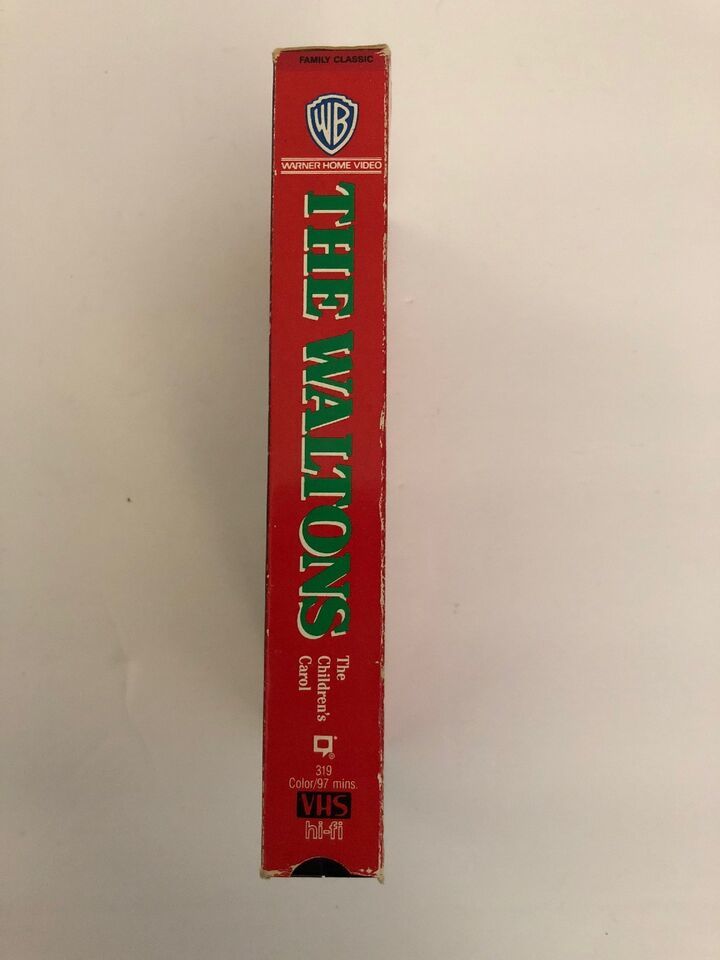 FAMILY CLASSIC
WB
WARNER HOME VIDEO
THE WALTONS
The
Children's
Carol
®
319
Color/97 mins.
VHS
hi-fi